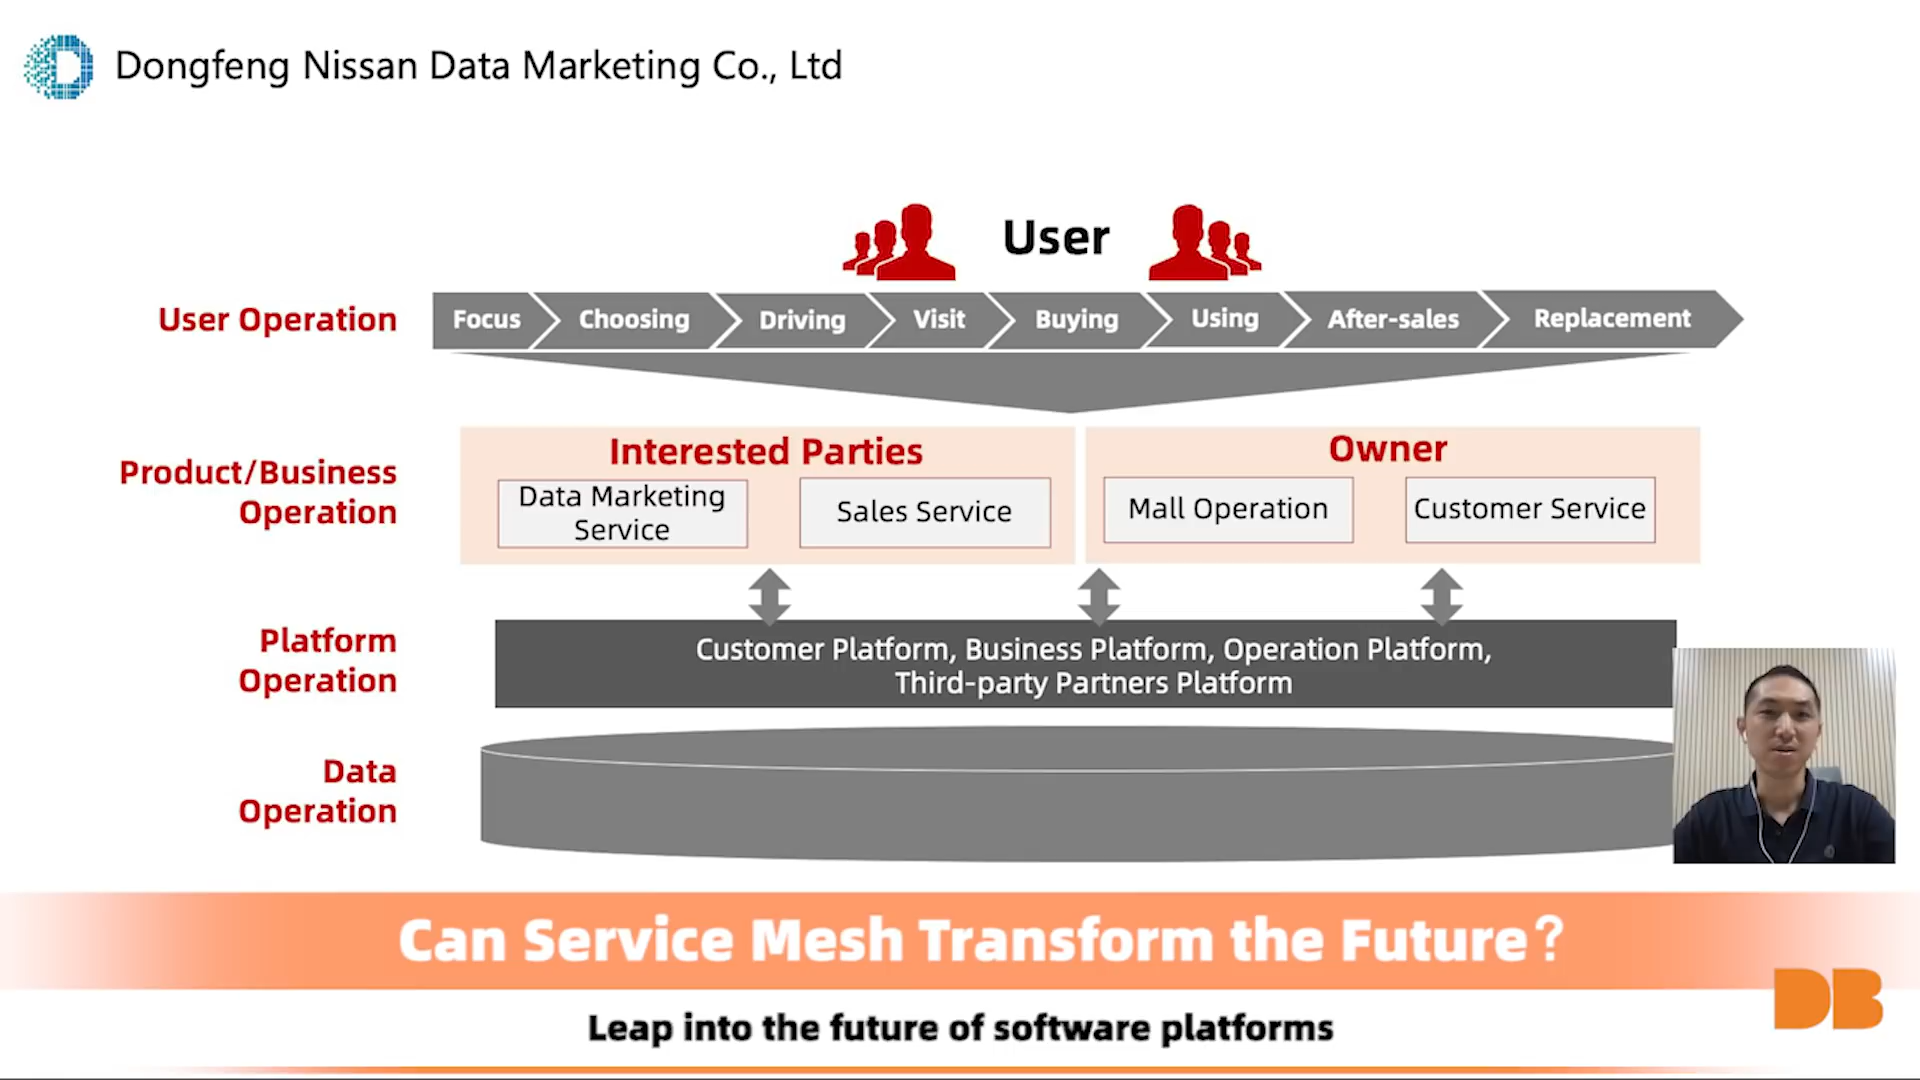 Dongfeng Nissan Data Marketing Co., Ltd
User
User Operation
Focus
Choosing
Driving
Visit
Buying
Using
After-sales
Replacement
Product/Business
Operation
Interested Parties
Data Marketing
Service
Sales Service
Owner
Mall Operation
Customer Service
Platform
Operation
Customer Platform, Business Platform, Operation Platform,
Third-party Partners Platform
Data
Operation
Can Service Mesh Transform the Future?
DB
Leap into the future of software platforms